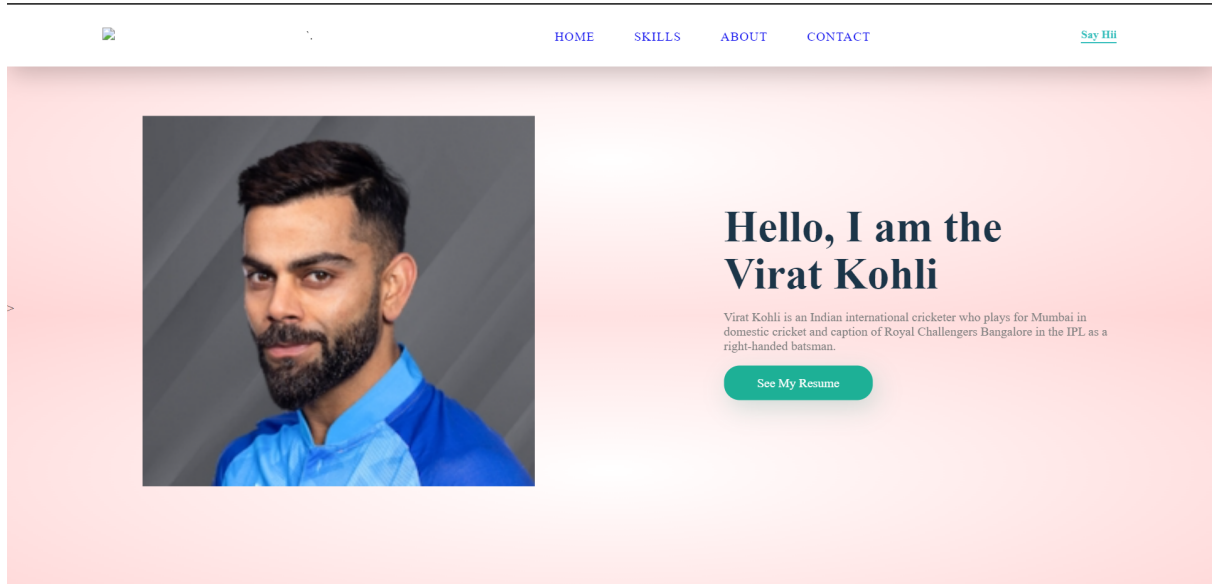 `.
HOME SKILLS ABOUT CONTACT
Say Hii
Hello, I am the
Virat Kohli
>
Virat Kohli is an Indian international cricketer who plays for Mumbai in
domestic cricket and caption of Royal Challengers Bangalore in the IPL as a
right-handed batsman.
See My Resume